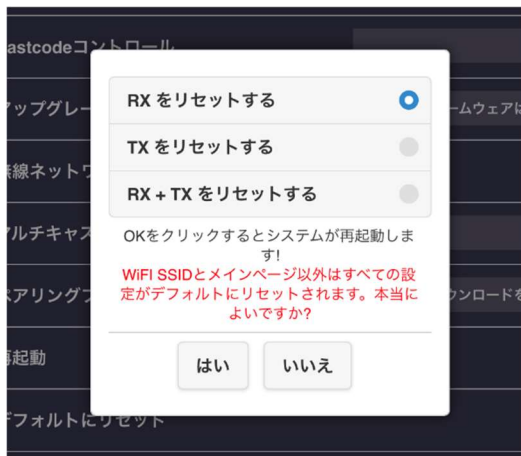 astcodeコントロール
RX をリセットする
TX をリセットする
RX + TX をリセットする
OKをクリックするとシステムが再起動しま
す!
WiFI SSIDとメインページ以外はすべての設
定がデフォルトにリセットされます。本当に
よいですか?
はい
いいえ
アップグレー
ームウェアは
無線ネットワ
マルチキャス
ペアリングフ
ウンロードを
再起動
デフォルトにリセット